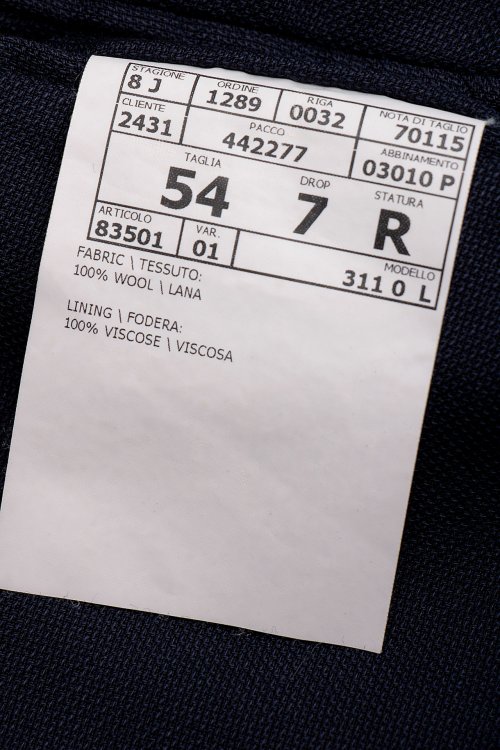 STAGIONE ORDINE RIGA NOTA DI TAGLIO
8 J 1289 0032 70115
CLIENTE PACCO ABBINAMENTO
2431 442277 03010 P
TAGLIA DROP STATURA
54 7 R
ARTICOLO VAR. MODELLO
83501 01 311 0 L
FABRIC \ TESSUTO:
100% WOOL \ LANA
LINING \ FODERA:
100% VISCOSE \ VISCOSA